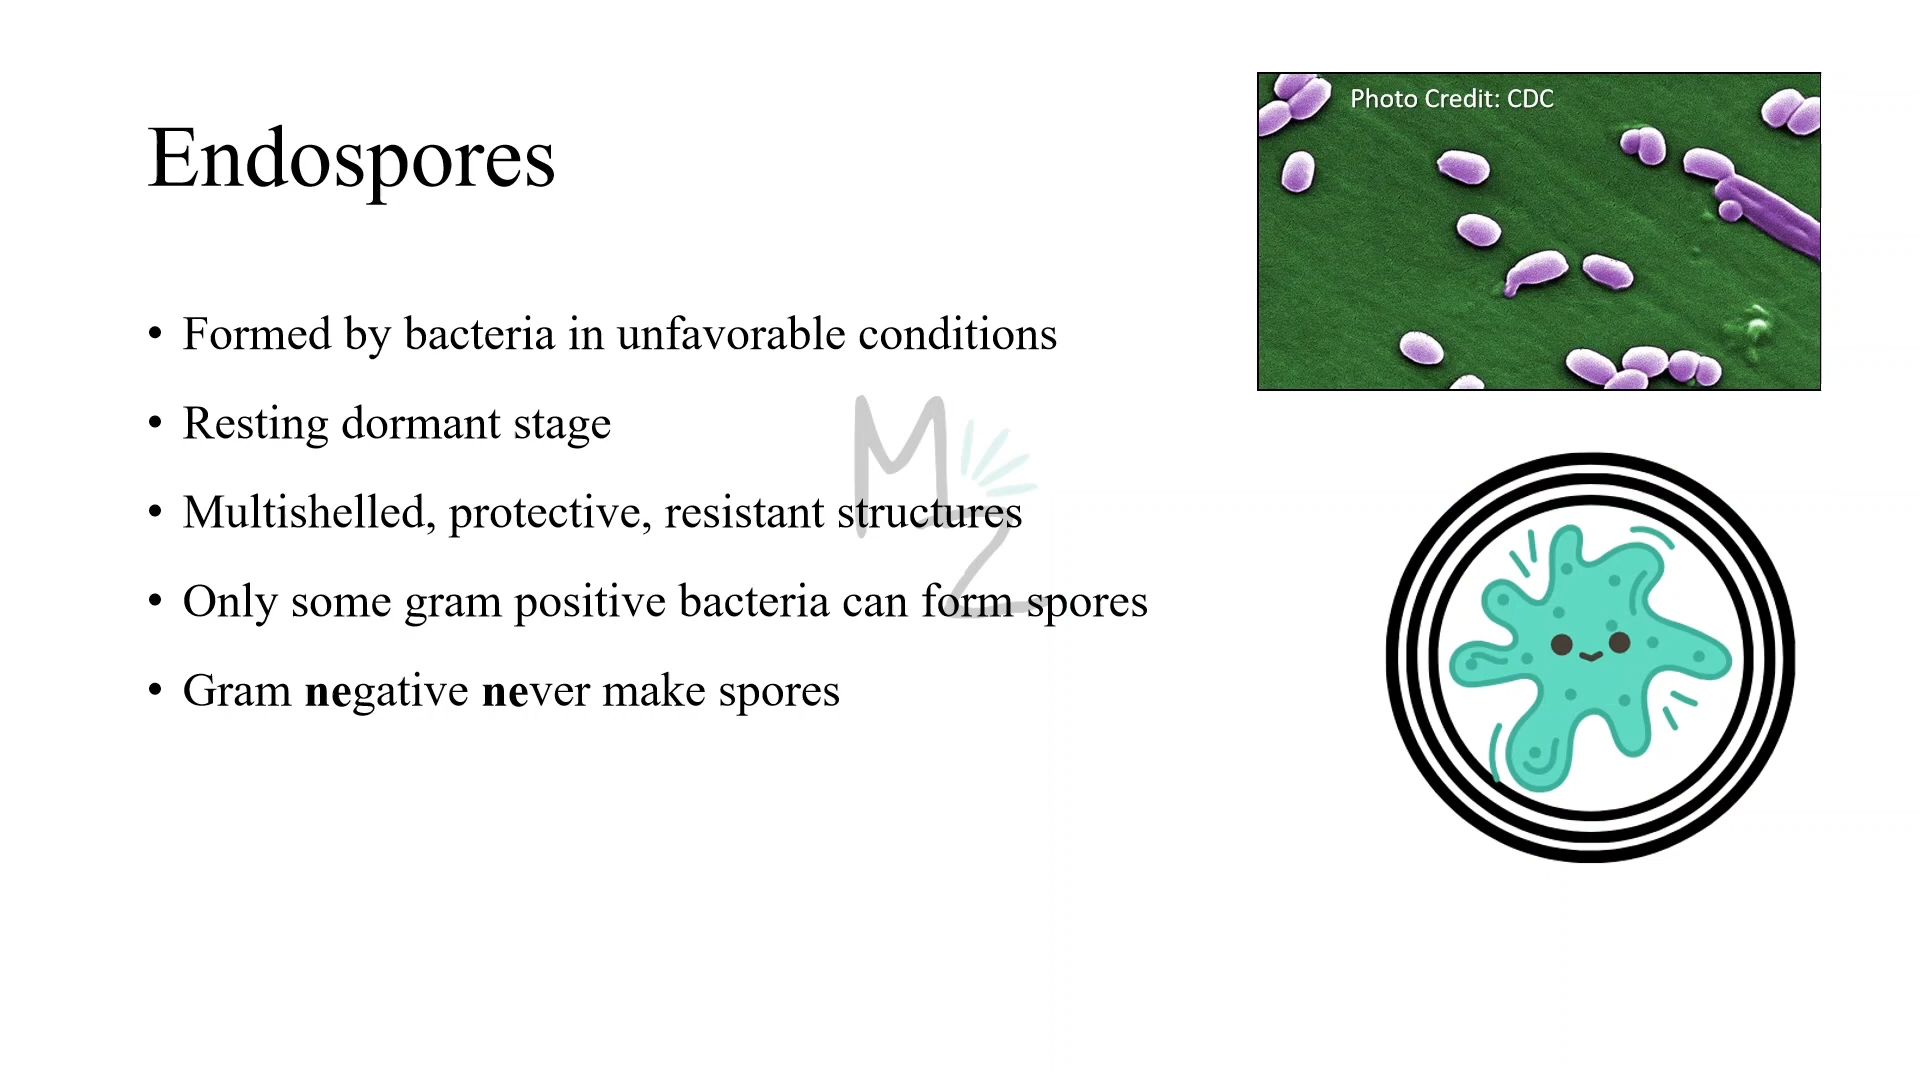 Photo Credit: CDC
Endospores
• Formed by bacteria in unfavorable conditions
• Resting dormant stage
• Multishelled, protective, resistant structures
• Only some gram positive bacteria can form spores
• Gram negative never make spores
MZ